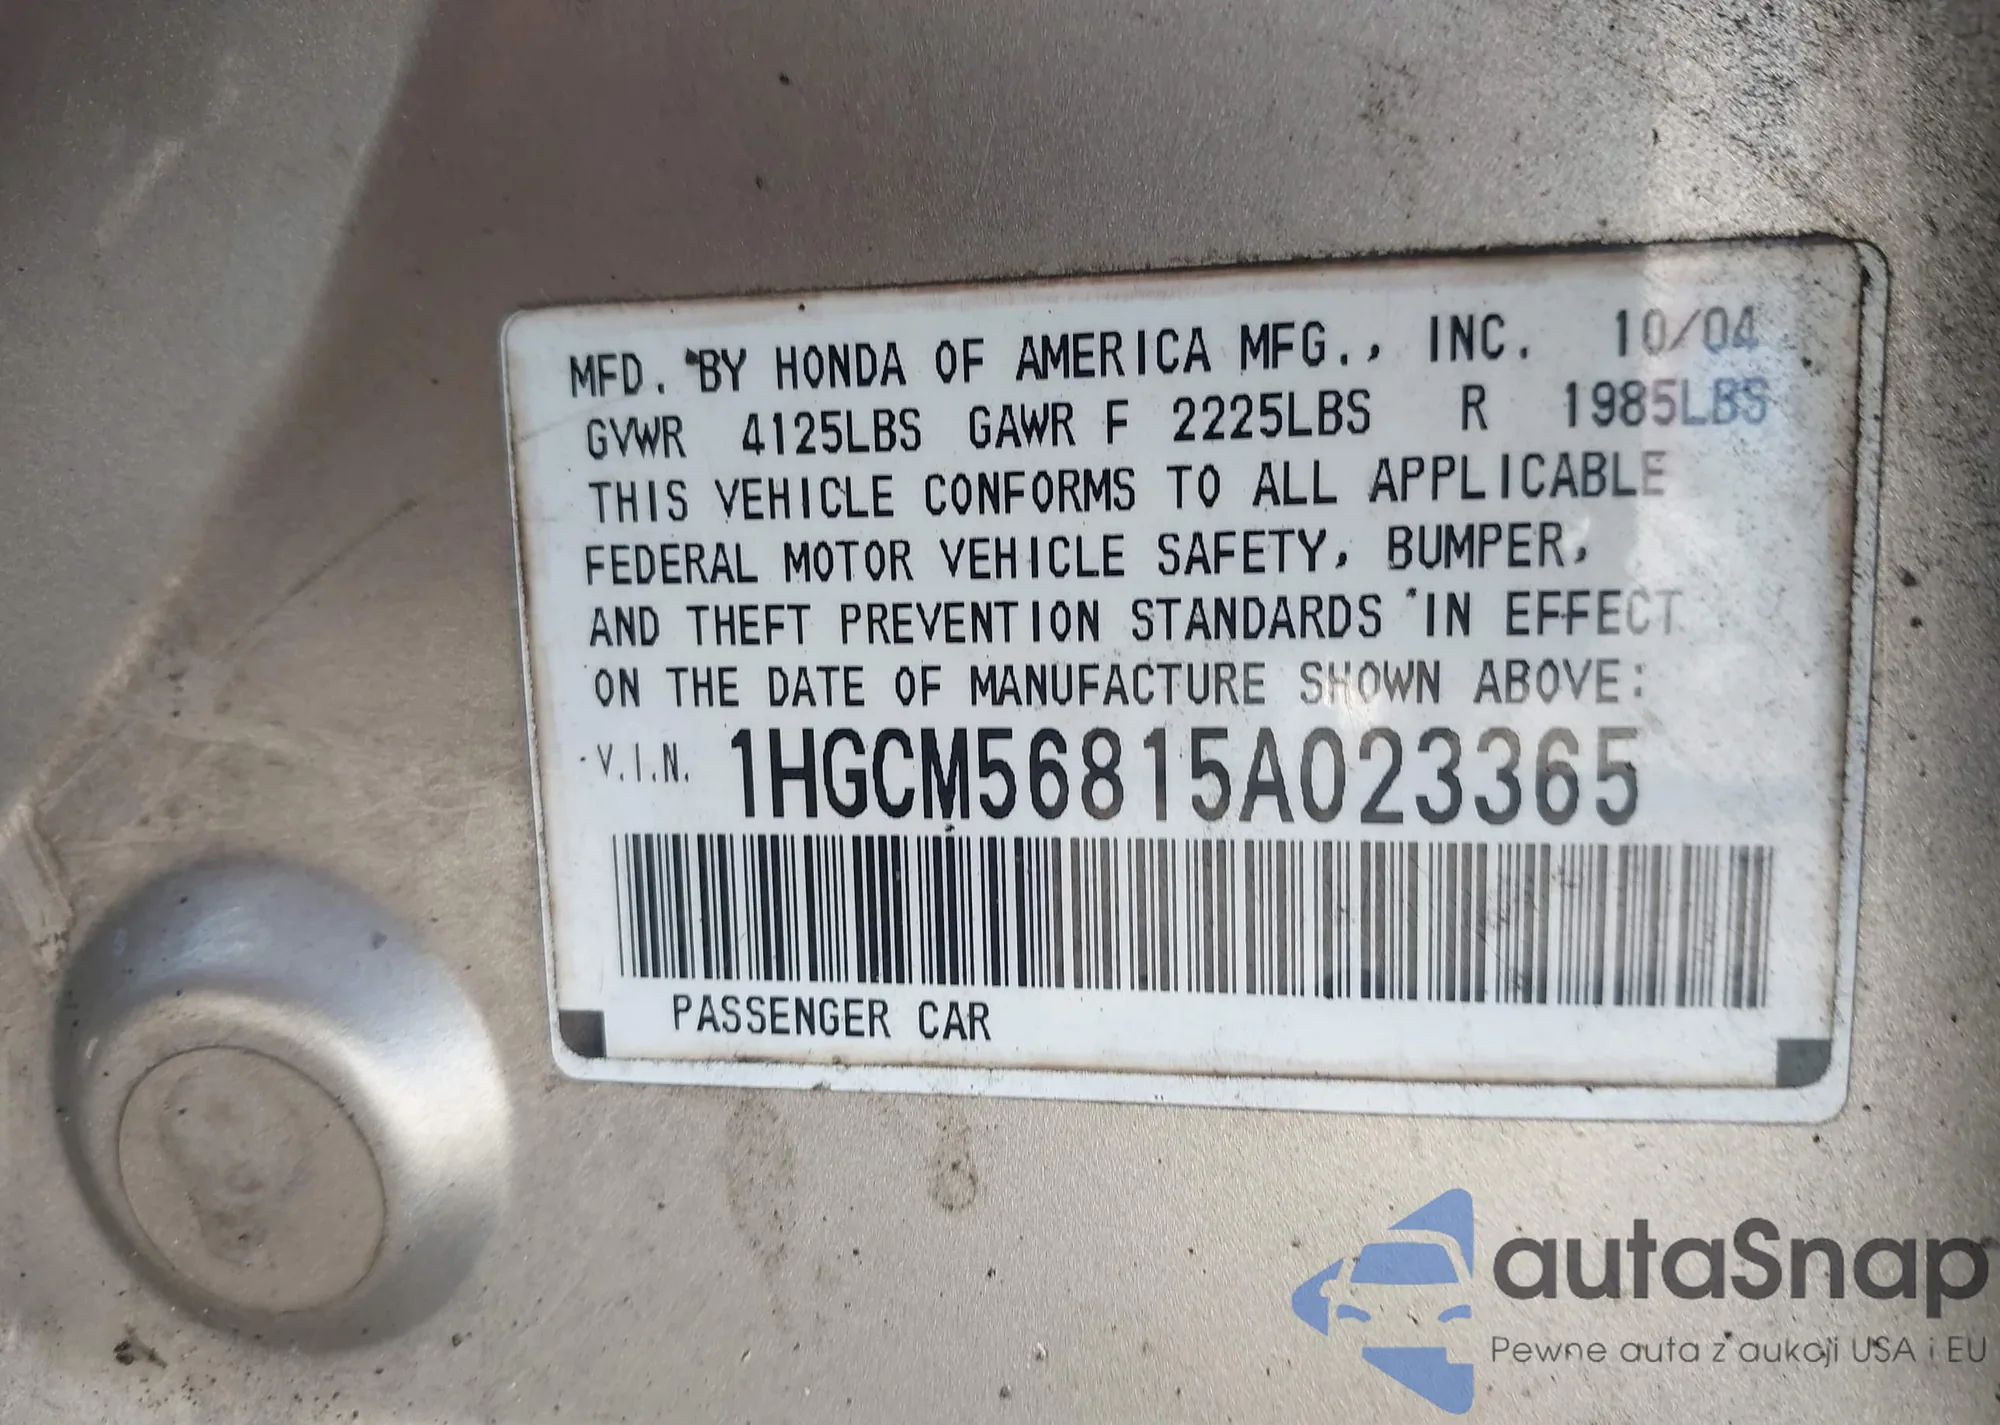 MFD. BY HONDA OF AMERICA MFG., INC. 10/04
GVWR 4125LBS GAWR F 2225LBS R 1985LBS
THIS VEHICLE CONFORMS TO ALL APPLICABLE
FEDERAL MOTOR VEHICLE SAFETY, BUMPER,
AND THEFT PREVENTION STANDARDS IN EFFECT
ON THE DATE OF MANUFACTURE SHOWN ABOVE:
V.I.N. 1HGCM56815A023365
PASSENGER CAR
autaSnap
Pewne auta z aukcji USA i EU